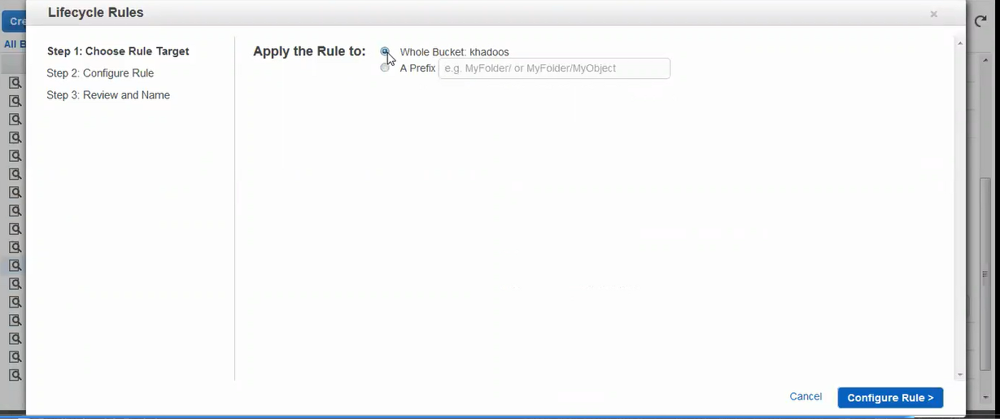 Lifecycle Rules
×
Cre
All B
Step 1: Choose Rule Target
Step 2: Configure Rule
Step 3: Review and Name
Apply the Rule to:
Whole Bucket: khadoos
A Prefix
e.g. MyFolder/ or MyFolder/MyObject
Cancel
Configure Rule >